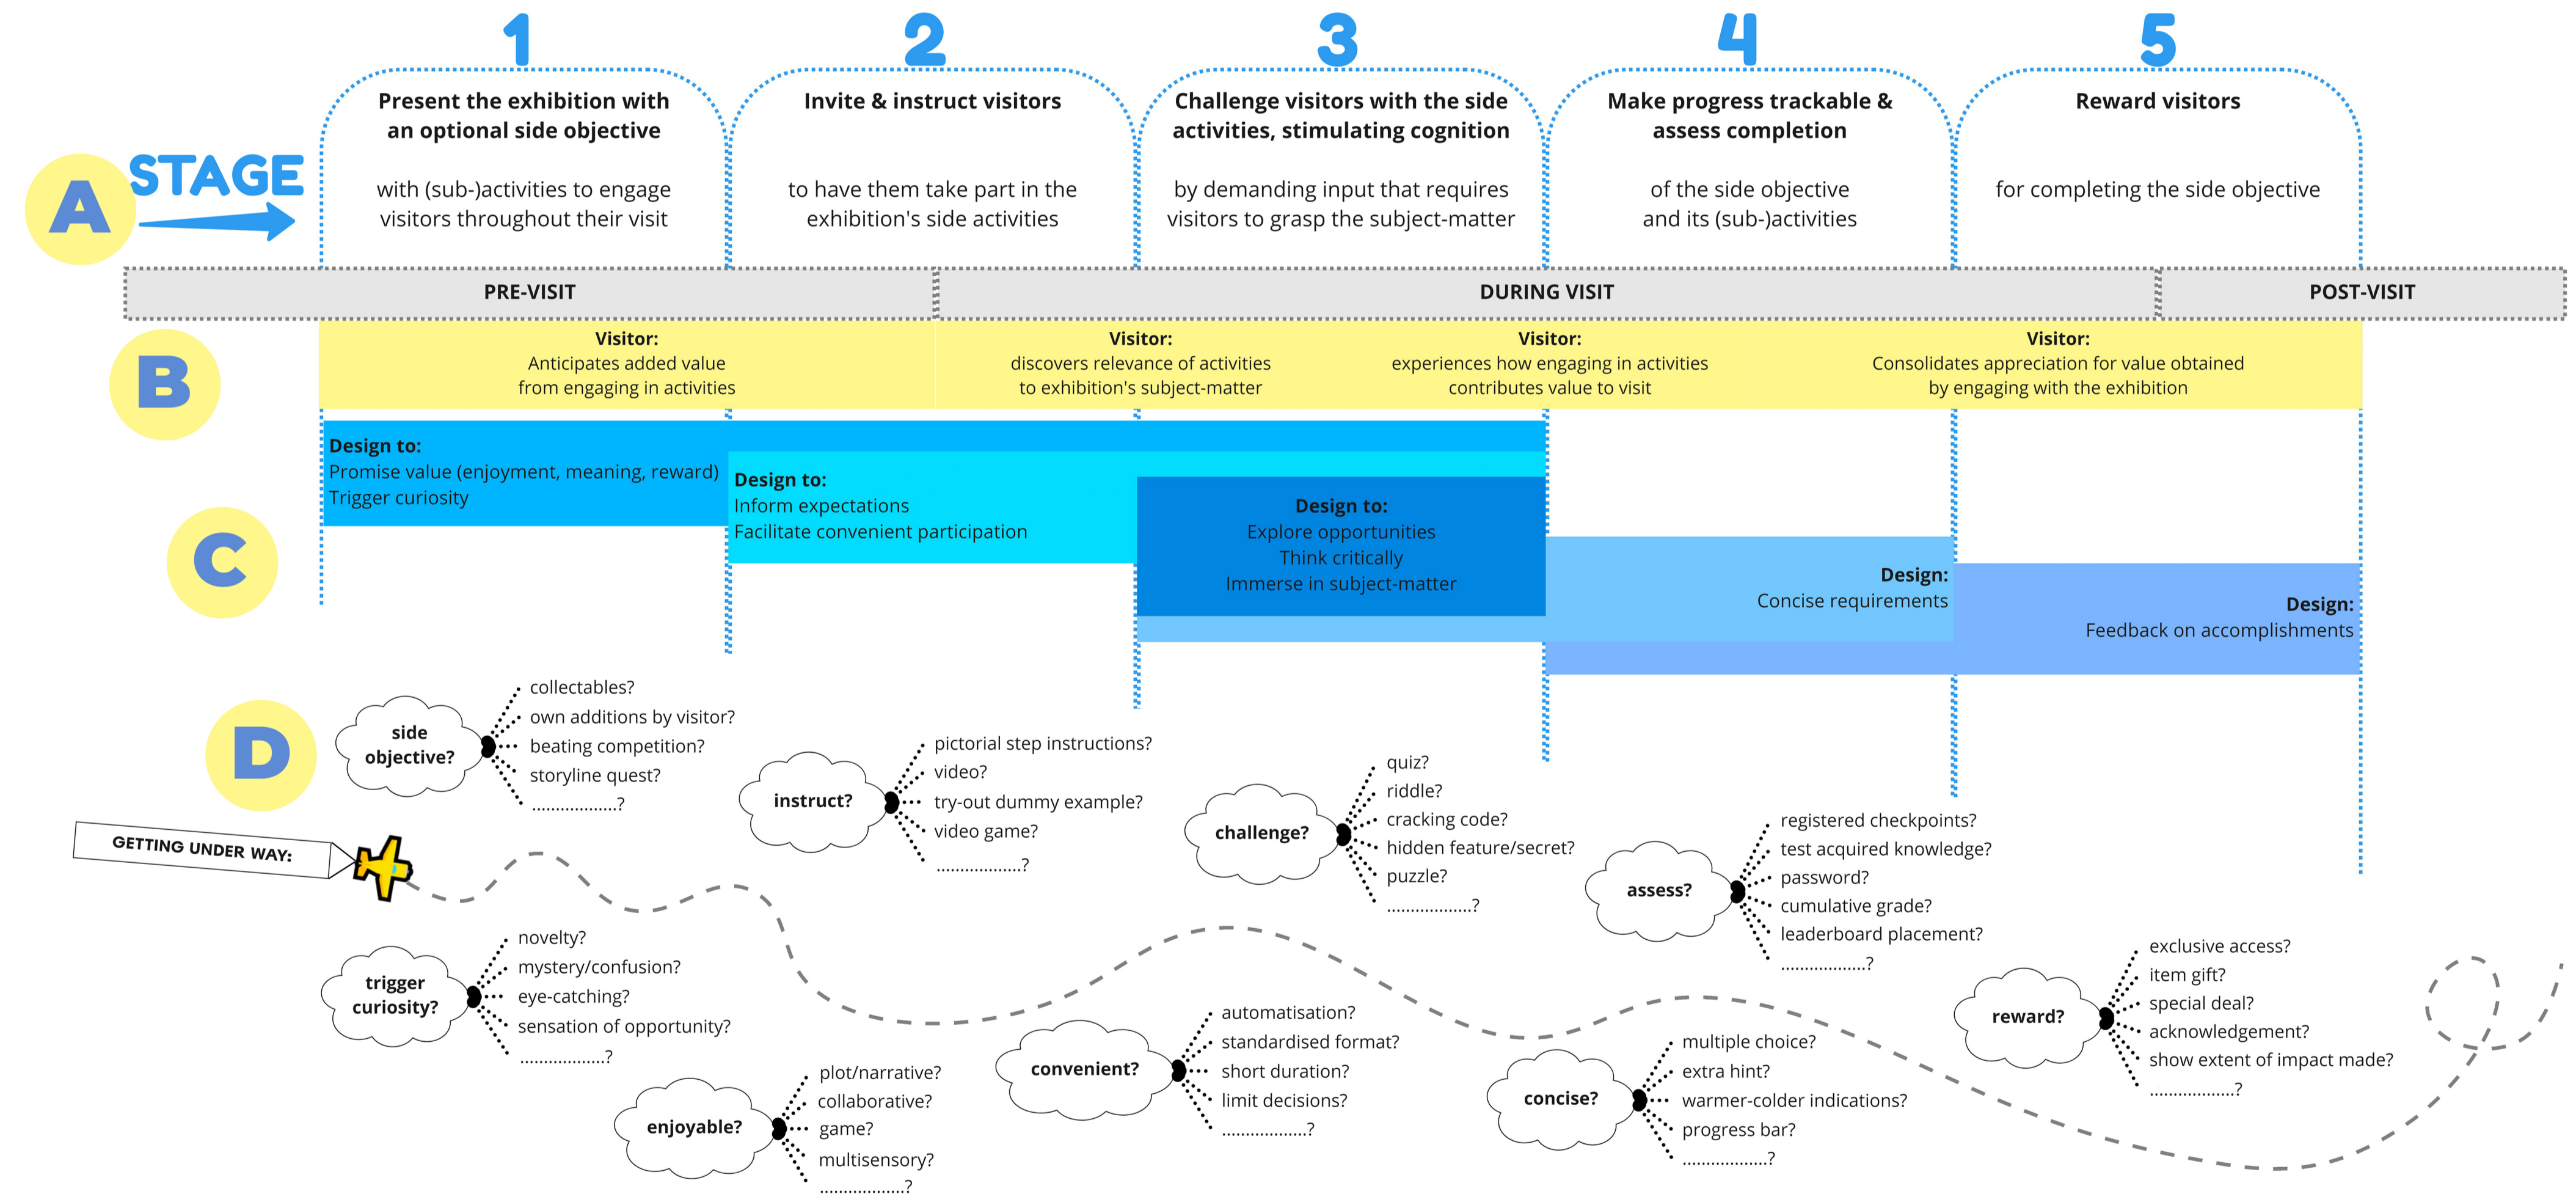 1
2
3
4
5
A
STAGE
Present the exhibition with
an optional side objective
with (sub-)activities to engage
visitors throughout their visit
Invite & instruct visitors
to have them take part in the
exhibition's side activities
Challenge visitors with the side
activities, stimulating cognition
by demanding input that requires
visitors to grasp the subject-matter
Make progress trackable &
assess completion
of the side objective
and its (sub-)activities
Reward visitors
for completing the side objective
PRE-VISIT
DURING VISIT
POST-VISIT
B
Visitor:
Anticipates added value
from engaging in activities
Visitor:
discovers relevance of activities
to exhibition's subject-matter
Visitor:
experiences how engaging in activities
contributes value to visit
Visitor:
Consolidates appreciation for value obtained
by engaging with the exhibition
C
Design to:
Promise value (enjoyment, meaning, reward)
Trigger curiosity
Design to:
Inform expectations
Facilitate convenient participation
Design to:
Explore opportunities
Think critically
Immerse in subject-matter
Design:
Concise requirements
Design:
Feedback on accomplishments
D
side
objective?
collectables?
own additions by visitor?
beating competition?
storyline quest?
..................?
instruct?
pictorial step instructions?
video?
try-out dummy example?
video game?
..................?
challenge?
quiz?
riddle?
cracking code?
hidden feature/secret?
puzzle?
..................?
assess?
registered checkpoints?
test acquired knowledge?
password?
cumulative grade?
leaderboard placement?
..................?
GETTING UNDER WAY:
trigger
curiosity?
novelty?
mystery/confusion?
eye-catching?
sensation of opportunity?
..................?
enjoyable?
plot/narrative?
collaborative?
game?
multisensory?
..................?
convenient?
automatisation?
standardised format?
short duration?
limit decisions?
..................?
concise?
multiple choice?
extra hint?
warmer-colder indications?
progress bar?
..................?
reward?
exclusive access?
item gift?
special deal?
acknowledgement?
show extent of impact made?
..................?